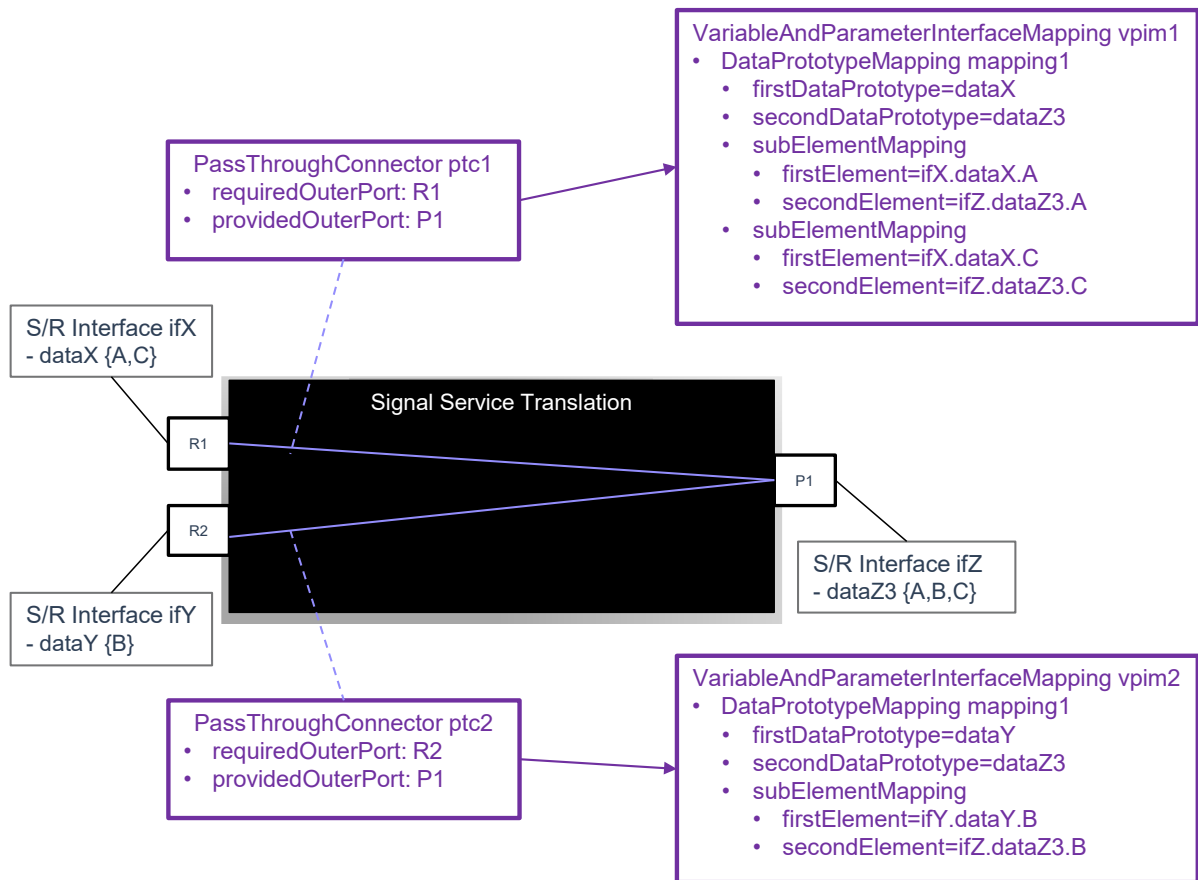 VariableAndParameterInterfaceMapping vpim1
• DataPrototypeMapping mapping1
• firstDataPrototype=dataX
• secondDataPrototype=dataZ3
• subElementMapping
• firstElement=ifX.dataX.A
• secondElement=ifZ.dataZ3.A
• subElementMapping
• firstElement=ifX.dataX.C
• secondElement=ifZ.dataZ3.C
PassThroughConnector ptc1
• requiredOuterPort: R1
• providedOuterPort: P1
S/R Interface ifX
- dataX {A,C}
Signal Service Translation
R1
P1
R2
S/R Interface ifZ
- dataZ3 {A,B,C}
S/R Interface ifY
- dataY {B}
PassThroughConnector ptc2
• requiredOuterPort: R2
• providedOuterPort: P1
VariableAndParameterInterfaceMapping vpim2
• DataPrototypeMapping mapping1
• firstDataPrototype=dataY
• secondDataPrototype=dataZ3
• subElementMapping
• firstElement=ifY.dataY.B
• secondElement=ifZ.dataZ3.B